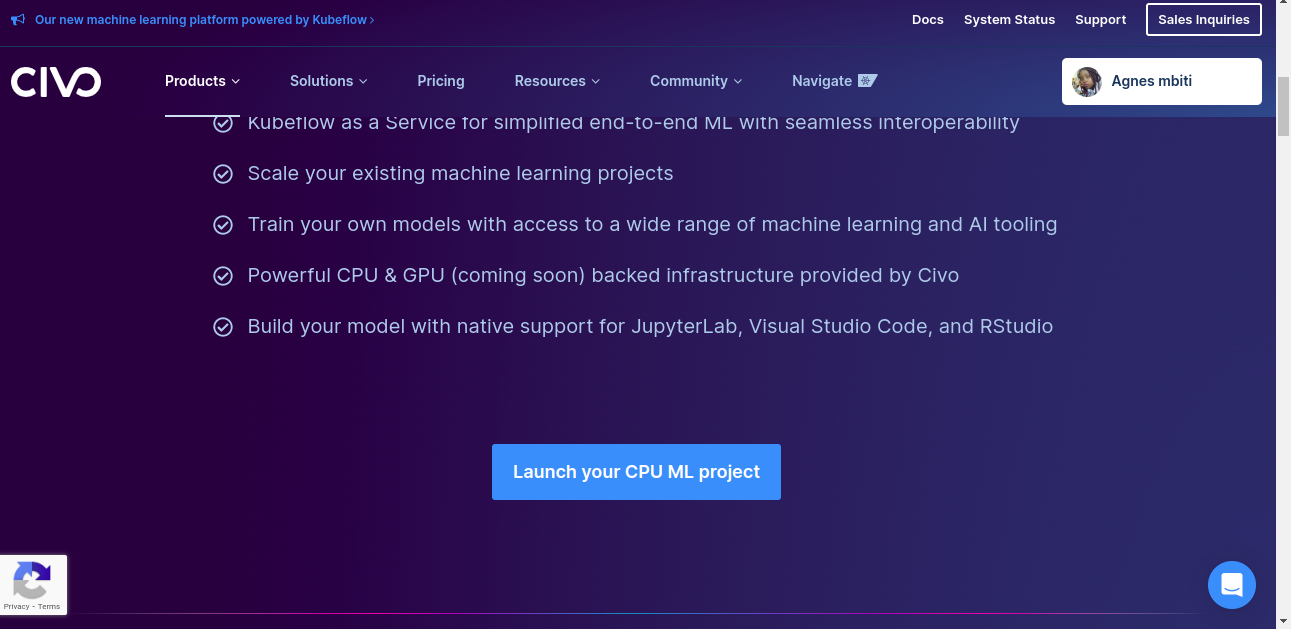 Our new machine learning platform powered by Kubeflow ›
Docs System Status Support Sales Inquiries
CIVO Products Solutions Pricing Resources Community Navigate Agnes mbiti
Kubeflow as a Service for simplified end-to-end ML with seamless interoperability
Scale your existing machine learning projects
Train your own models with access to a wide range of machine learning and AI tooling
Powerful CPU & GPU (coming soon) backed infrastructure provided by Civo
Build your model with native support for JupyterLab, Visual Studio Code, and RStudio
Launch your CPU ML project
Privacy - Terms